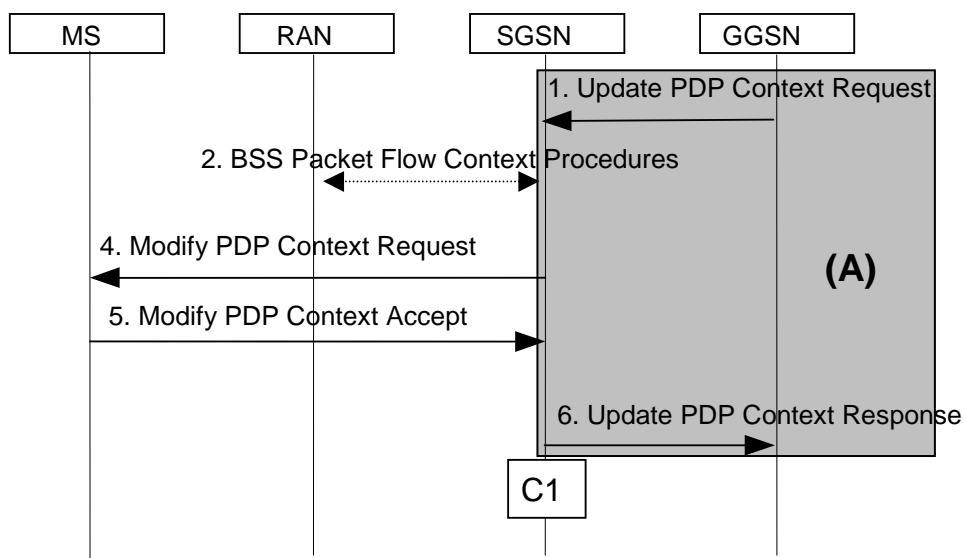 MS
RAN
SGSN
GGSN
1. Update PDP Context Request
2. BSS Packet Flow Context Procedures
4. Modify PDP Context Request
(A)
5. Modify PDP Context Accept
6. Update PDP Context Response
C1